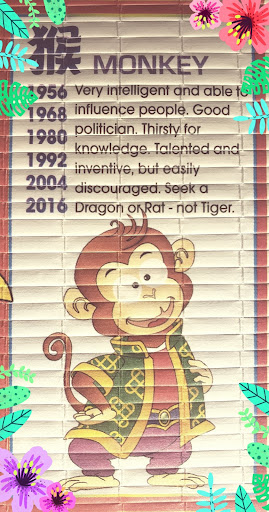 猴 MONKEY
1956 Very intelligent and able to
1968 influence people. Good
1980 politician. Thirsty for
1992 knowledge. Talented and
2004 inventive, but easily
2016 discouraged. Seek a
Dragon or Rat - not Tiger.